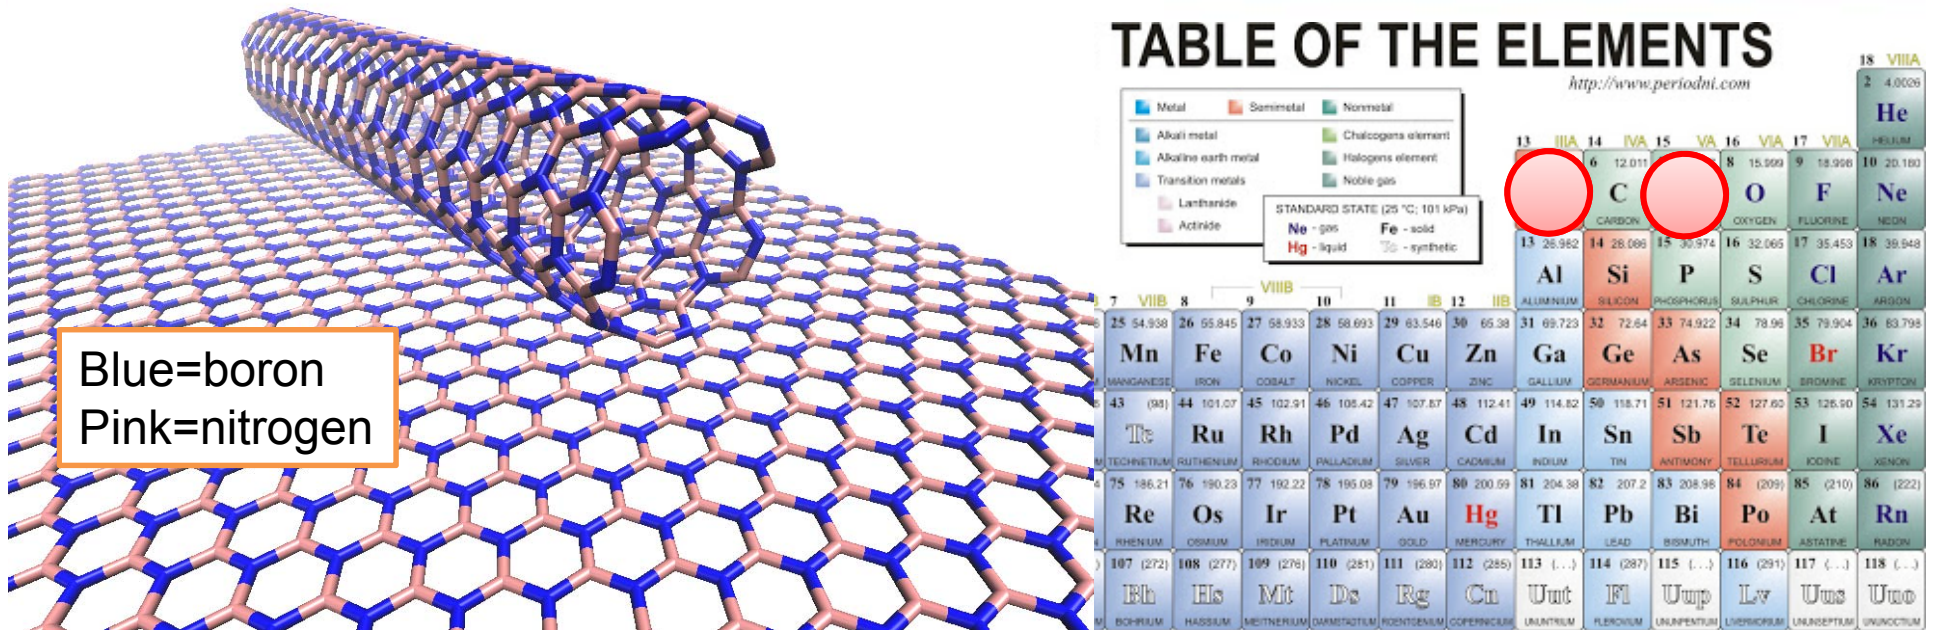 Blue=boron
Pink=nitrogen
TABLE OF THE ELEMENTS
http://www.periodni.com
Metal Semimetal Nonmetal
Alkali metal Chalcogens element
Alkaline earth metal Halogens element
Transition metals Noble gas
Lanthanide
Actinide
STANDARD STATE (25 °C; 101 kPa)
Ne - gas Fe - solid
Hg - liquid Tc - synthetic
18 VIIIA
2 4.0026
He
HELIUM
13 IIIA 14 IVA 15 VA 16 VIA 17 VIIA
6 12.011 8 15.999 9 18.998 10 20.180
C O F Ne
CARBON OXYGEN FLUORINE NEON
13 26.982 14 28.086 15 30.974 16 32.065 17 35.453 18 39.948
Al Si P S Cl Ar
ALUMINIUM SILICON PHOSPHORUS SULPHUR CHLORINE ARGON
7 VIIB 8 9 VIIIB 10 11 IB 12 IIB
25 54.938 26 55.845 27 58.933 28 58.693 29 63.546 30 65.38 31 69.723 32 72.64 33 74.922 34 78.96 35 79.904 36 83.798
Mn Fe Co Ni Cu Zn Ga Ge As Se Br Kr
MANGANESE IRON COBALT NICKEL COPPER ZINC GALLIUM GERMANIUM ARSENIC SELENIUM BROMINE KRYPTON
43 (98) 44 101.07 45 102.91 46 106.42 47 107.87 48 112.41 49 114.82 50 118.71 51 121.76 52 127.60 53 126.90 54 131.29
Tc Ru Rh Pd Ag Cd In Sn Sb Te I Xe
TECHNETIUM RUTHENIUM RHODIUM PALLADIUM SILVER CADMIUM INDIUM TIN ANTIMONY TELLURIUM IODINE XENON
75 186.21 76 190.23 77 192.22 78 195.08 79 196.97 80 200.59 81 204.38 82 207.2 83 208.98 84 (209) 85 (210) 86 (222)
Re Os Ir Pt Au Hg Tl Pb Bi Po At Rn
RHENIUM OSMIUM IRIDIUM PLATINUM GOLD MERCURY THALLIUM LEAD BISMUTH POLONIUM ASTATINE RADON
107 (272) 108 (277) 109 (276) 110 (281) 111 (280) 112 (285) 113 (...) 114 (287) 115 (...) 116 (291) 117 (...) 118 (...)
Bh Hs Mt Ds Rg Cn Uut Fl Uup Lv Uus Uuo
BOHRIUM HASSIUM MEITNERIUM DARMSTADTIUM ROENTGENIUM COPERNICIUM UNUNTRIUM FLEROVIUM UNUNPENTIUM LIVERMORIUM UNUNSEPTIUM UNUNOCTIUM